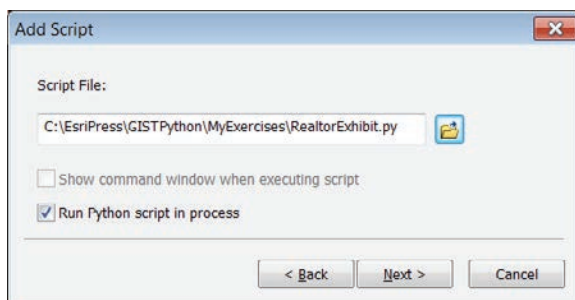 Add Script
Script File:
C:\EsriPress\GISTPython\MyExercises\RealtorExhibit.py
Show command window when executing script
Run Python script in process
< Back Next > Cancel